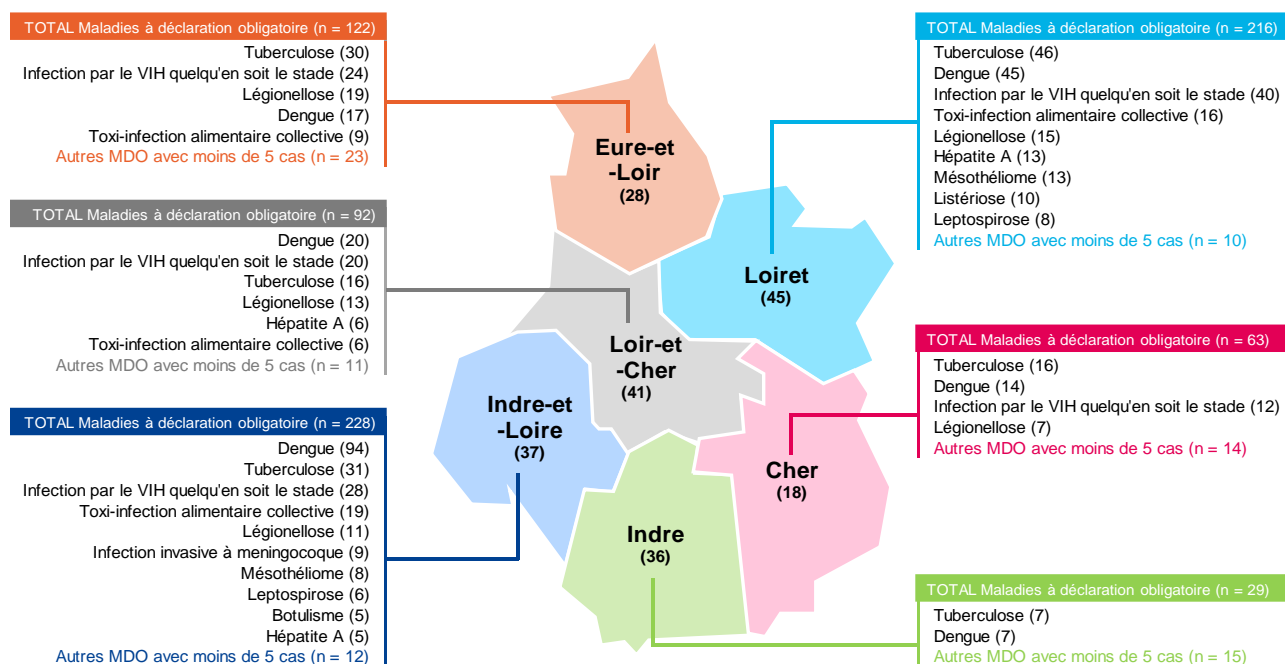 TOTAL Maladies à déclaration obligatoire (n = 122)
Tuberculose (30)
Infection par le VIH quelqu'en soit le stade (24)
Légionellose (19)
Dengue (17)
Toxi-infection alimentaire collective (9)
Autres MDO avec moins de 5 cas (n = 23)
TOTAL Maladies à déclaration obligatoire (n = 92)
Dengue (20)
Infection par le VIH quelqu'en soit le stade (20)
Tuberculose (16)
Légionellose (13)
Hépatite A (6)
Toxi-infection alimentaire collective (6)
Autres MDO avec moins de 5 cas (n = 11)
TOTAL Maladies à déclaration obligatoire (n = 228)
Dengue (94)
Tuberculose (31)
Infection par le VIH quelqu'en soit le stade (28)
Toxi-infection alimentaire collective (19)
Légionellose (11)
Infection invasive à meningocoque (9)
Mésothéliome (8)
Leptospirose (6)
Botulisme (5)
Hépatite A (5)
Autres MDO avec moins de 5 cas (n = 12)
Eure-et
-Loir
(28)
Loiret
(45)
Loir-et
-Cher
(41)
Indre-et
-Loire
(37)
Cher
(18)
Indre
(36)
TOTAL Maladies à déclaration obligatoire (n = 216)
Tuberculose (46)
Dengue (45)
Infection par le VIH quelqu'en soit le stade (40)
Toxi-infection alimentaire collective (16)
Légionellose (15)
Hépatite A (13)
Mésothéliome (13)
Listériose (10)
Leptospirose (8)
Autres MDO avec moins de 5 cas (n = 10)
TOTAL Maladies à déclaration obligatoire (n = 63)
Tuberculose (16)
Dengue (14)
Infection par le VIH quelqu'en soit le stade (12)
Légionellose (7)
Autres MDO avec moins de 5 cas (n = 14)
TOTAL Maladies à déclaration obligatoire (n = 29)
Tuberculose (7)
Dengue (7)
Autres MDO avec moins de 5 cas (n = 15)